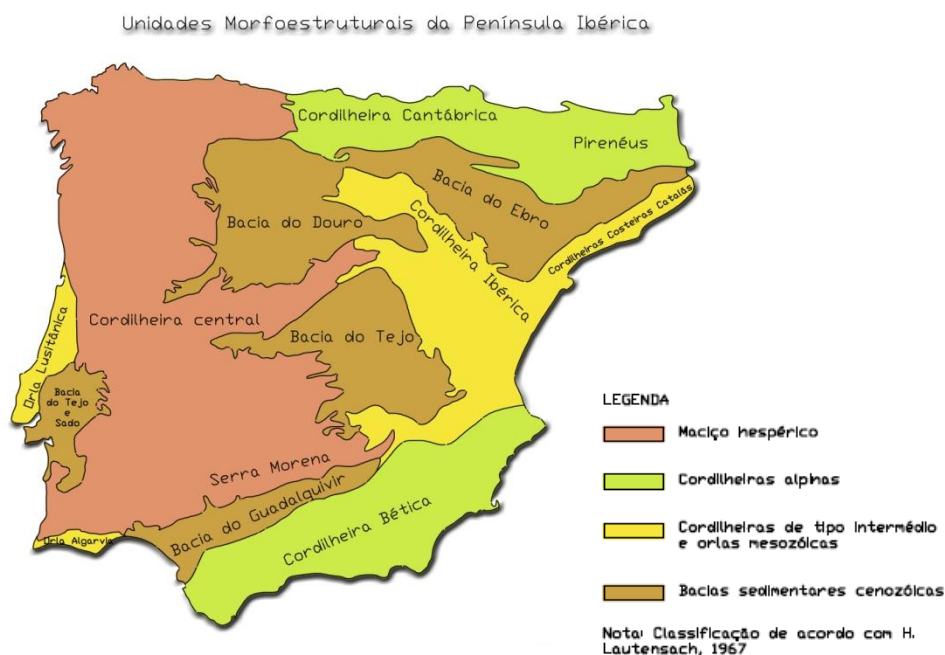 Unidades Morfoestruturais da Península Ibérica
Cordilheira Cantábrica
Pirenéus
Bacia do Ebro
Bacia do Douro
Cordilheira Ibérica
Cordilheiras Costeiras Catalãs
Cordilheira central
Bacia do Tejo
Orla Lusitânica
Bacia
do Tejo
e
Sado
Serra Morena
Bacia do Guadalquivir
Cordilheira Bética
Orla Algarvia
LEGENDA
Maciço hespérico
Cordilheiras alpinas
Cordilheiras de tipo intermédio
e orlas mesozóicas
Bacias sedimentares cenozóicas
Nota: Classificação de acordo com H.
Lautensach, 1967